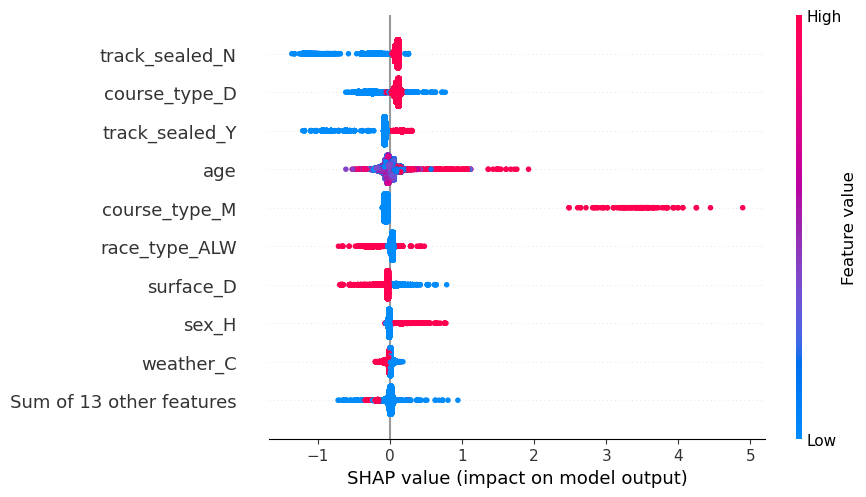 High
track_sealed_N
course_type_D
track_sealed_Y
age
course_type_M
race_type_ALW
surface_D
sex_H
weather_C
Sum of 13 other features
Feature value
Low
−1 0 1 2 3 4 5
SHAP value (impact on model output)